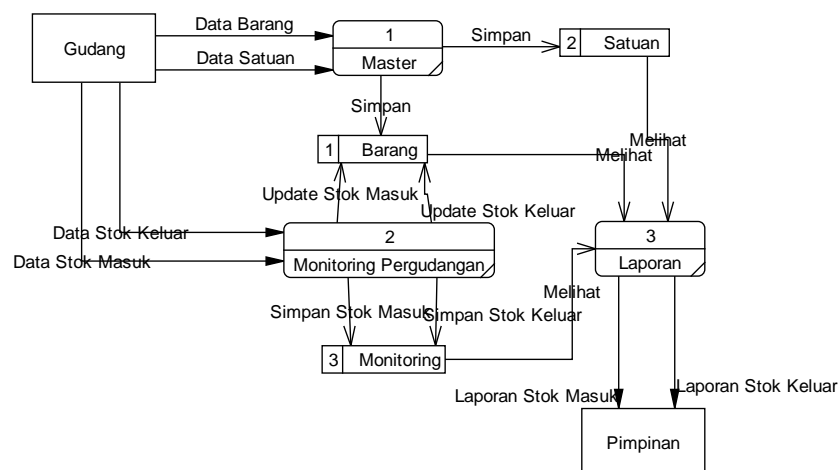 Gudang
Data Barang
Data Satuan
1
Master
Simpan
2 Satuan
Simpan
1 Barang
Melihat
Melihat
Update Stok Masuk
Update Stok Keluar
Data Stok Keluar
Data Stok Masuk
2
Monitoring Pergudangan
3
Laporan
Melihat
Simpan Stok Masuk
Simpan Stok Keluar
3 Monitoring
Laporan Stok Masuk
Laporan Stok Keluar
Pimpinan